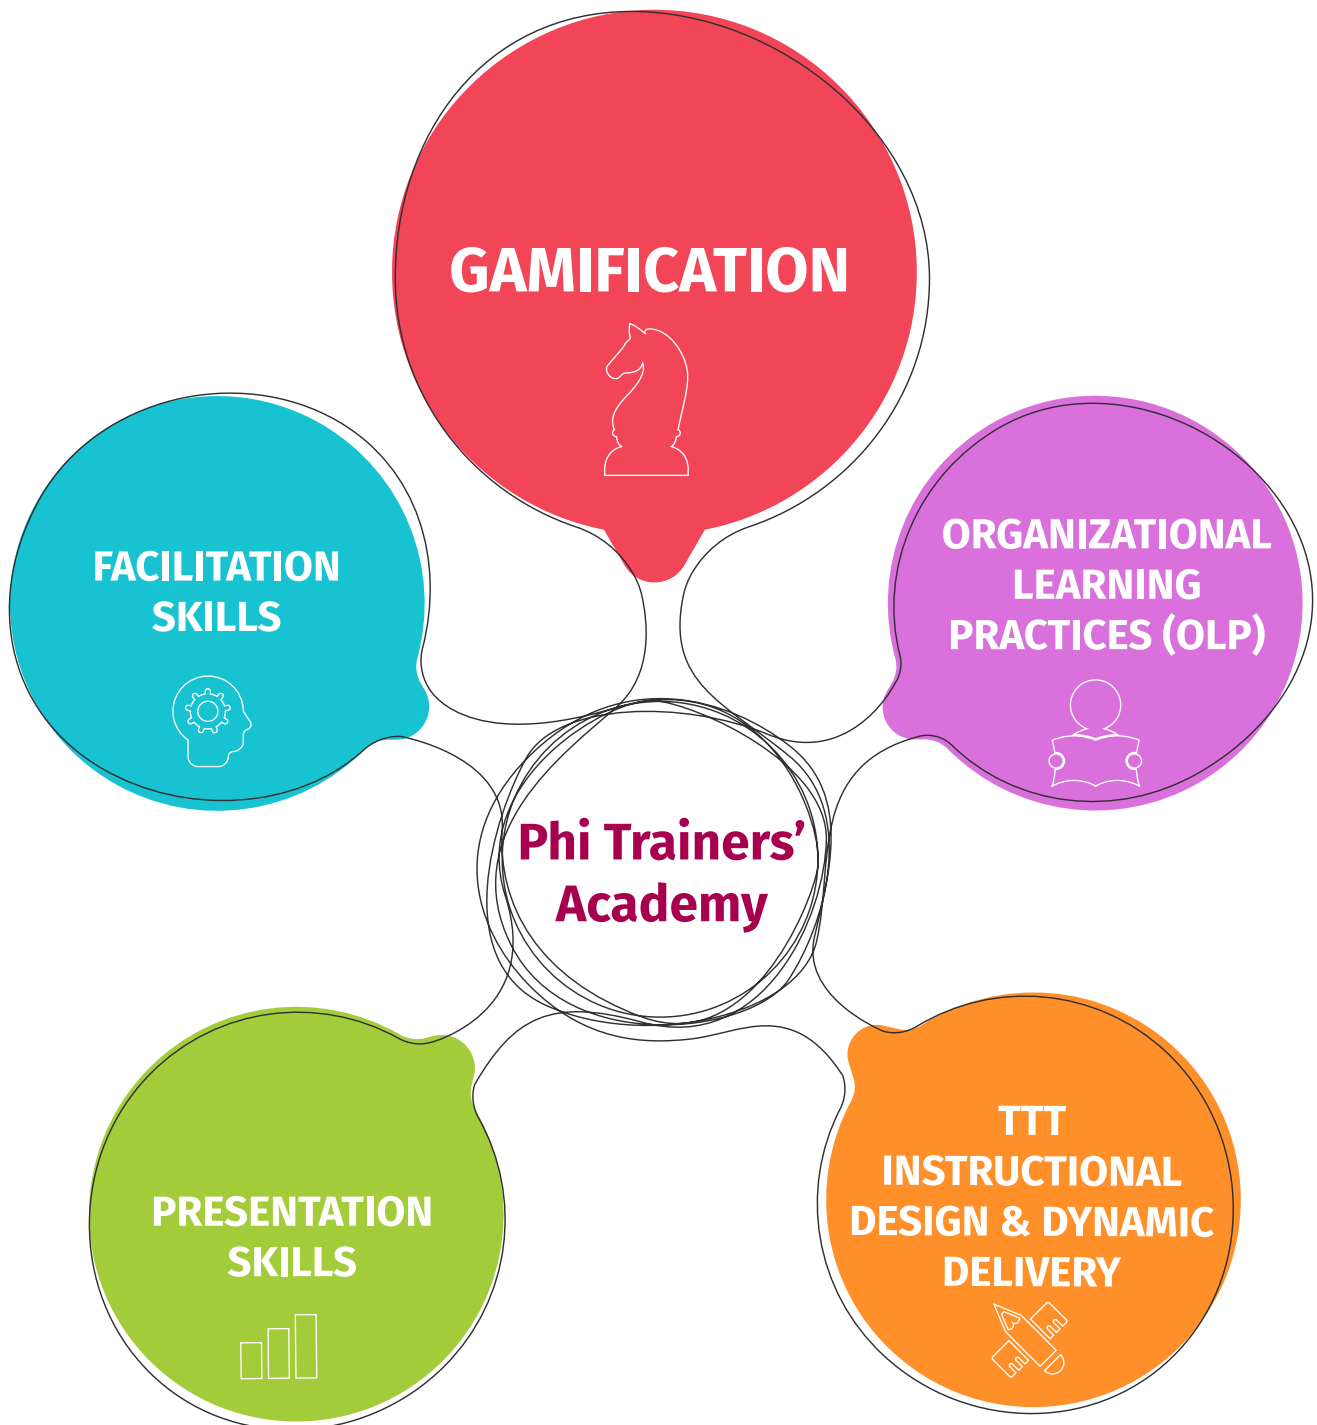 GAMIFICATION
FACILITATION
SKILLS
ORGANIZATIONAL
LEARNING
PRACTICES (OLP)
Phi Trainers’
Academy
PRESENTATION
SKILLS
TTT
INSTRUCTIONAL
DESIGN & DYNAMIC
DELIVERY